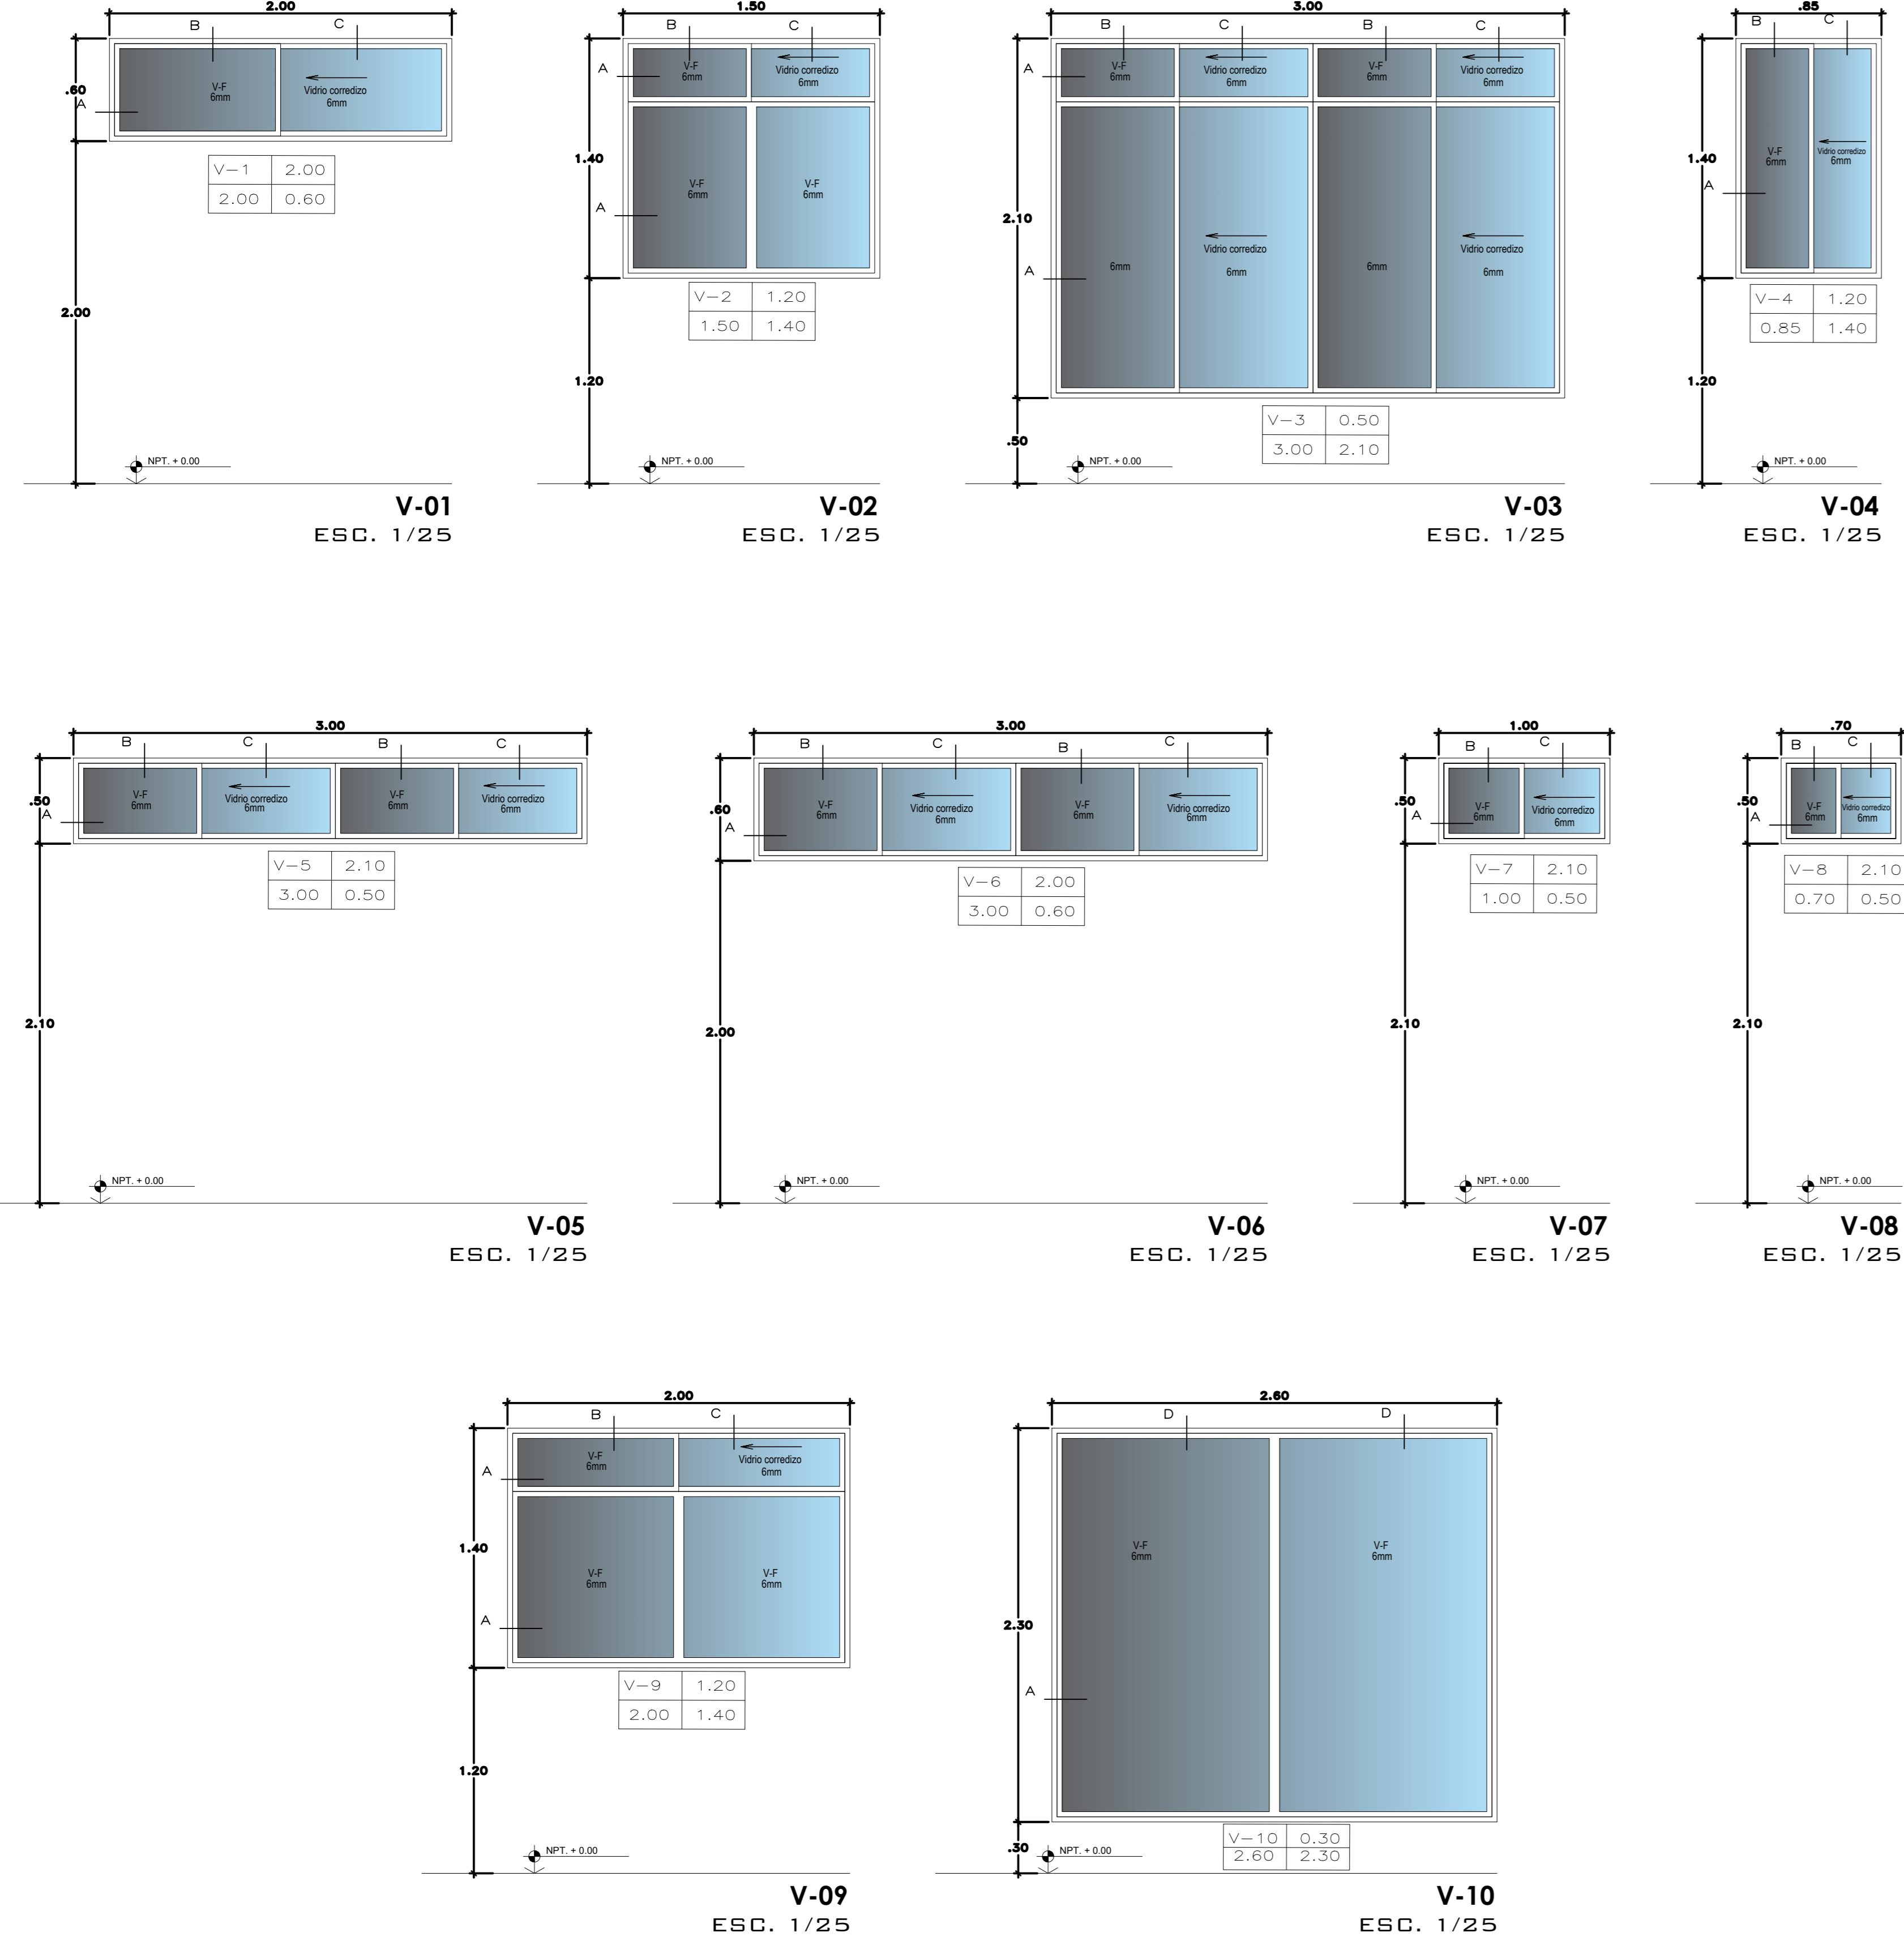 2.00
B
C
.60
A
V-F
6mm
Vidrio corredizo
6mm
V-1 2.00
2.00 0.60
2.00
NPT. + 0.00
V-01
ESC. 1/25
1.50
B
C
A
V-F
6mm
Vidrio corredizo
6mm
1.40
V-F
6mm
V-F
6mm
A
V-2 1.20
1.50 1.40
1.20
NPT. + 0.00
V-02
ESC. 1/25
3.00
B
C
B
C
A
V-F
6mm
Vidrio corredizo
6mm
V-F
6mm
Vidrio corredizo
6mm
2.10
Vidrio corredizo
Vidrio corredizo
A
6mm
6mm
6mm
6mm
V-3 0.50
3.00 2.10
.50
NPT. + 0.00
V-03
ESC. 1/25
.85
B
C
1.40
V-F
6mm
Vidrio corredizo
6mm
A
V-4 1.20
0.85 1.40
1.20
NPT. + 0.00
V-04
ESC. 1/25
3.00
B
C
B
C
.50
A
V-F
6mm
Vidrio corredizo
6mm
V-F
6mm
Vidrio corredizo
6mm
V-5 2.10
3.00 0.50
2.10
NPT. + 0.00
V-05
ESC. 1/25
3.00
B
C
B
C
.60
A
V-F
6mm
Vidrio corredizo
6mm
V-F
6mm
Vidrio corredizo
6mm
V-6 2.00
3.00 0.60
2.00
NPT. + 0.00
V-06
ESC. 1/25
1.00
B
C
.50
A
V-F
6mm
Vidrio corredizo
6mm
V-7 2.10
1.00 0.50
2.10
NPT. + 0.00
V-07
ESC. 1/25
.70
B
C
.50
A
V-F
6mm
Vidrio corredizo
6mm
V-8 2.10
0.70 0.50
2.10
NPT. + 0.00
V-08
ESC. 1/25
2.00
B
C
A
V-F
6mm
Vidrio corredizo
6mm
1.40
V-F
6mm
V-F
6mm
A
V-9 1.20
2.00 1.40
1.20
NPT. + 0.00
V-09
ESC. 1/25
2.60
D
D
V-F
6mm
V-F
6mm
2.30
A
V-10 0.30
2.60 2.30
.30
NPT. + 0.00
V-10
ESC. 1/25